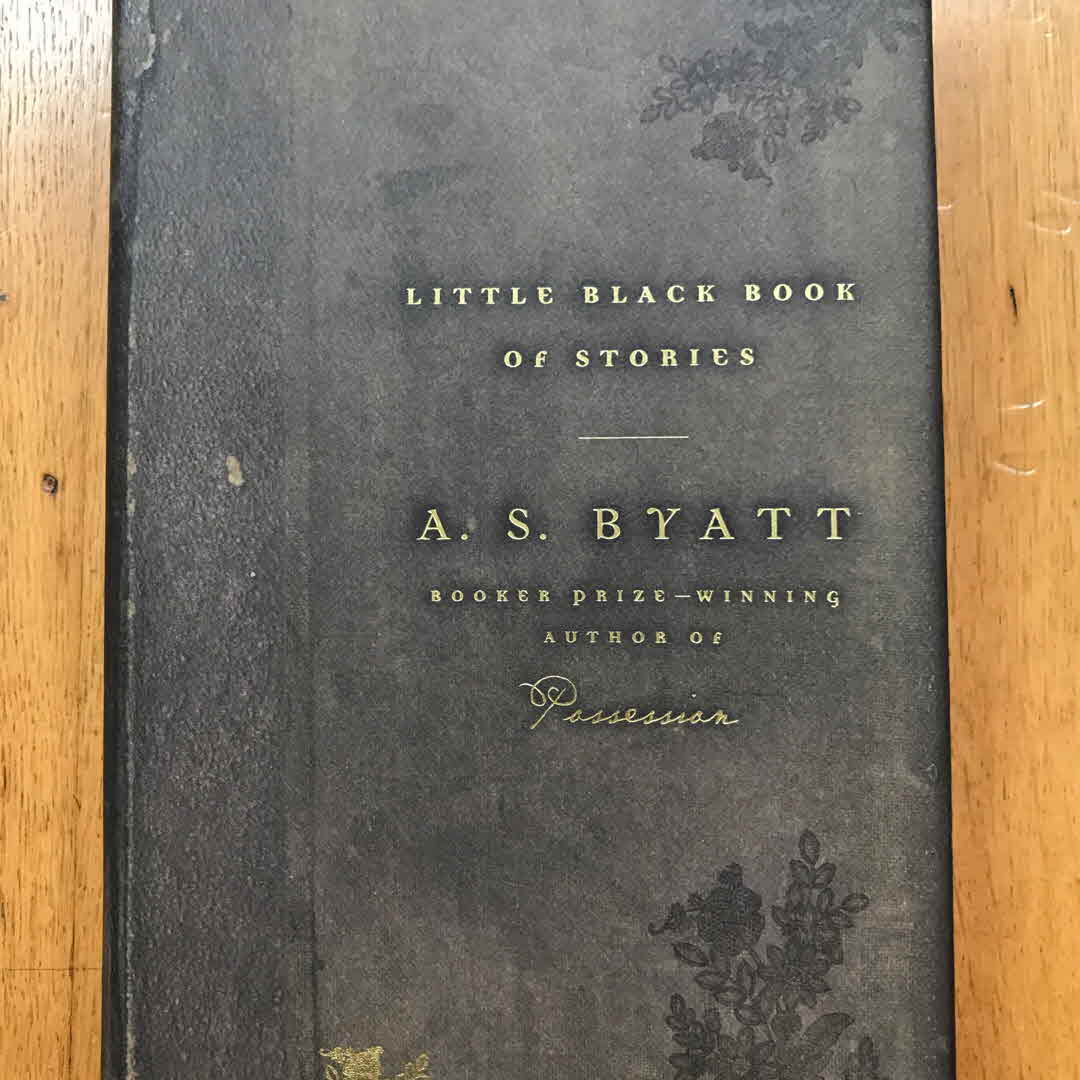 LITTLE BLACK BOOK
OF STORIES
A. S. BYATT
BOOKER PRIZE—WINNING
AUTHOR OF
Possession